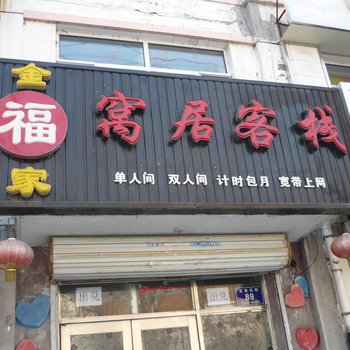 金
福
家
窝居客栈
单人间 双人间 计时包月 宽带上网
出兑
出兑
89